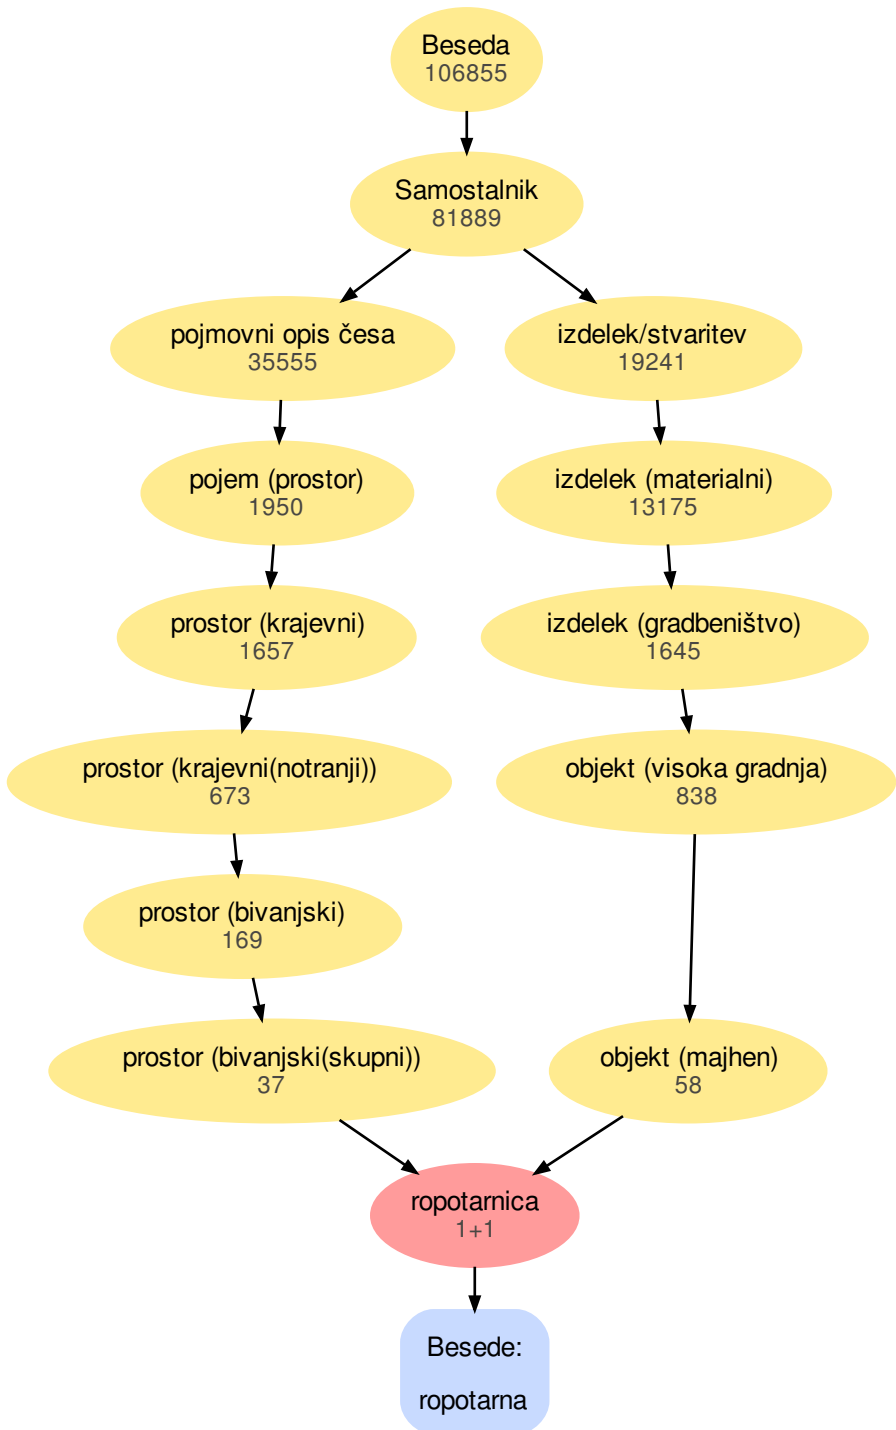 Beseda
106855
Samostalnik
81889
pojmovni opis česa
35555
izdelek/stvaritev
19241
pojem (prostor)
1950
izdelek (materialni)
13175
prostor (krajevni)
1657
izdelek (gradbeništvo)
1645
prostor (krajevni(notranji))
673
objekt (visoka gradnja)
838
prostor (bivanjski)
169
prostor (bivanjski(skupni))
37
objekt (majhen)
58
ropotarnica
1+1
Besede:
ropotarna